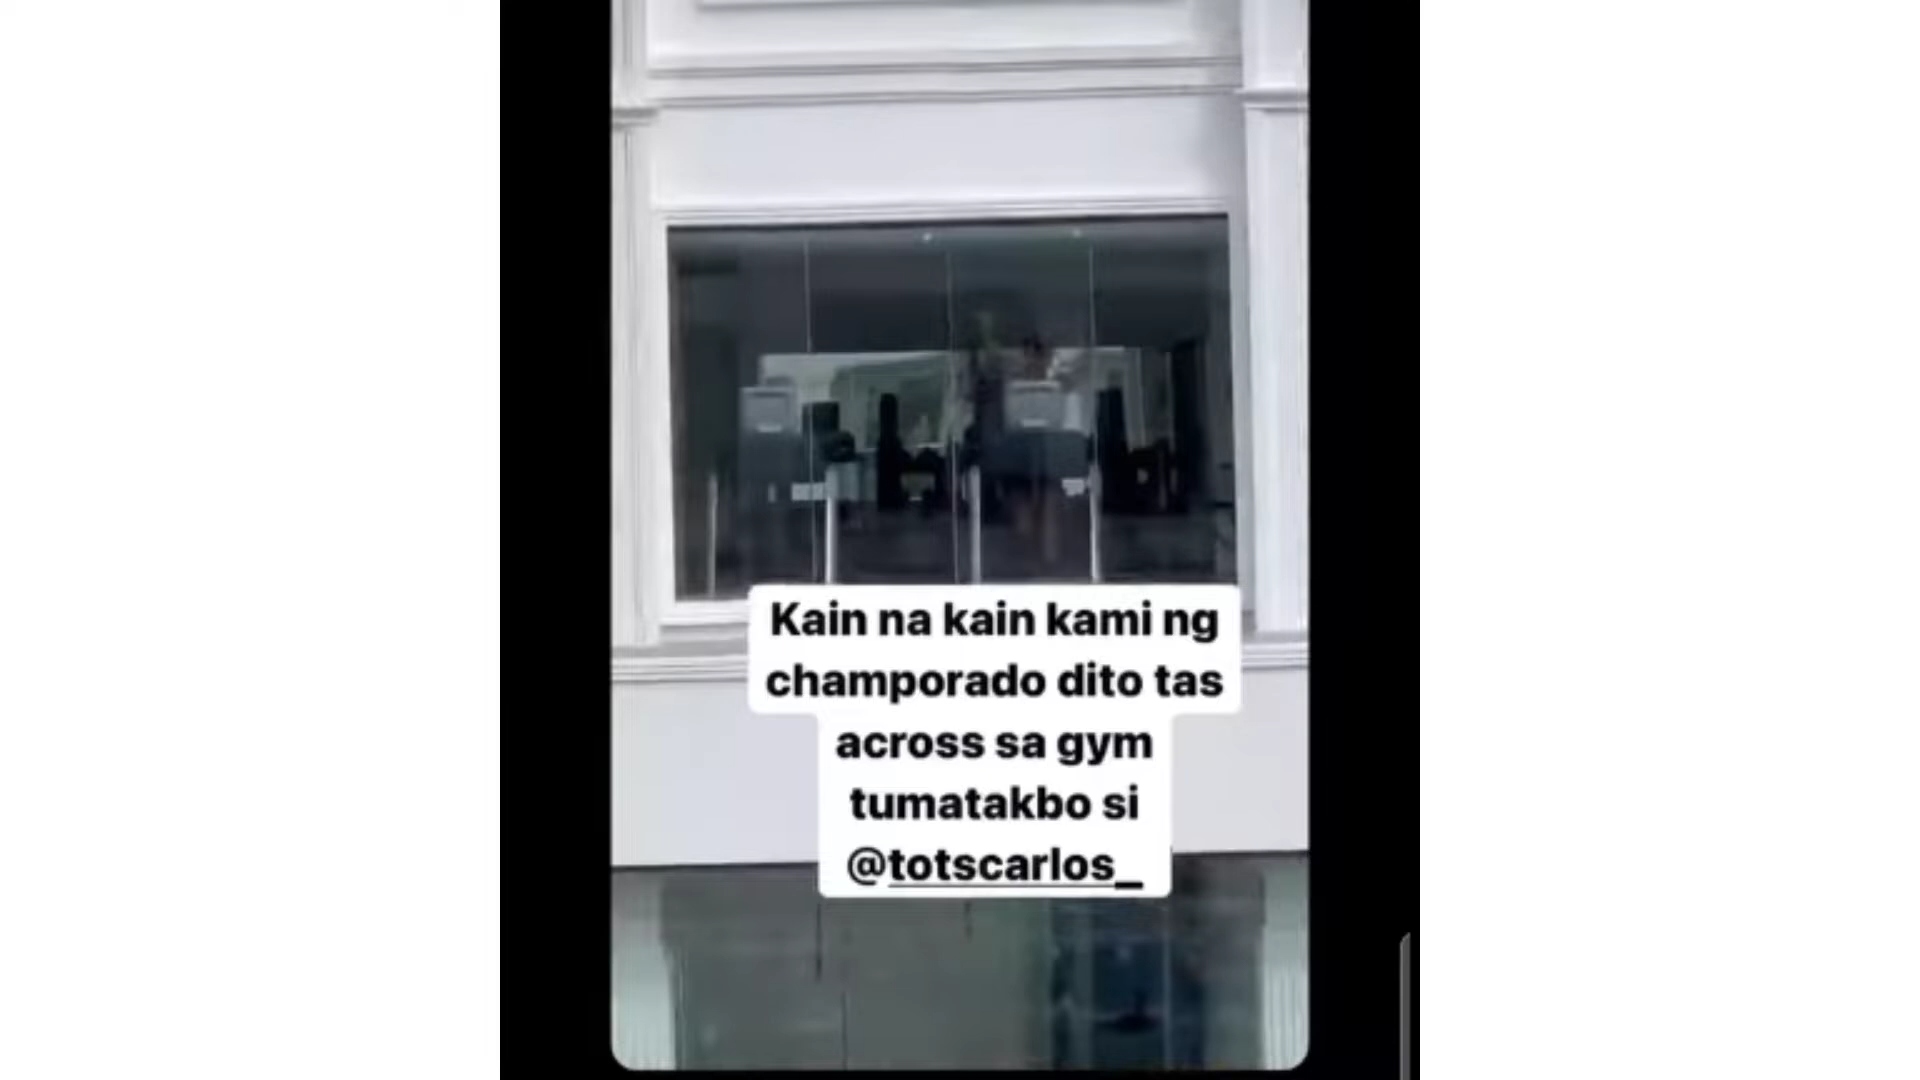 Kain na kain kami ng
champorado dito tas
across sa gym
tumatakbo si
@totscarlos_